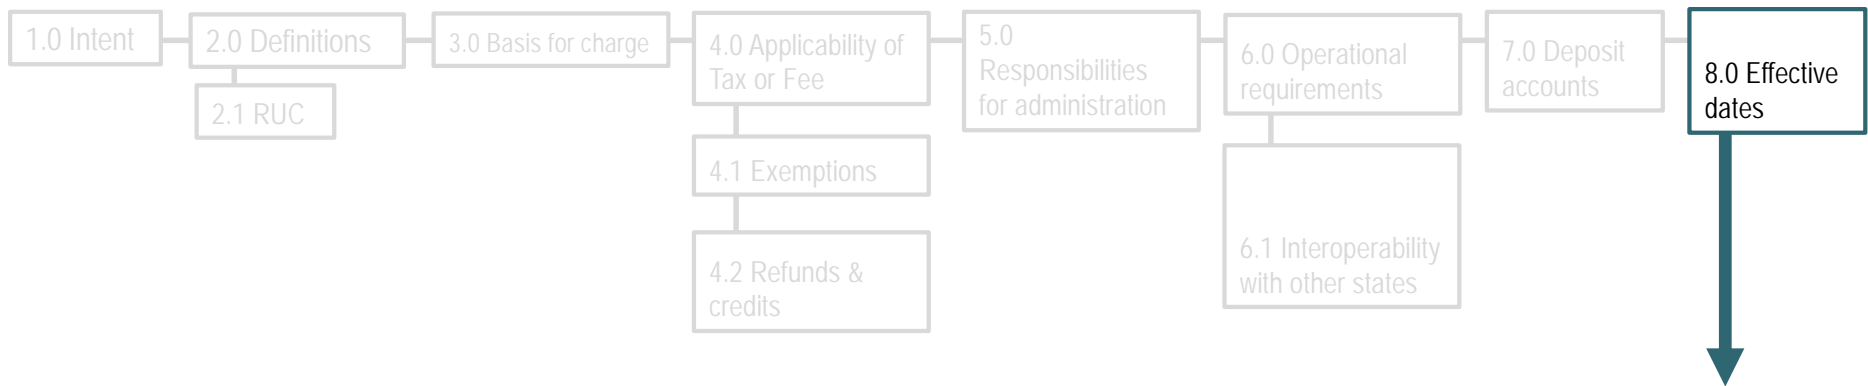 1.0 Intent
2.0 Definitions
2.1 RUC
3.0 Basis for charge
4.0 Applicability of
Tax or Fee
4.1 Exemptions
4.2 Refunds &
credits
5.0
Responsibilities
for administration
6.0 Operational
requirements
6.1 Interoperability
with other states
7.0 Deposit
accounts
8.0 Effective
dates